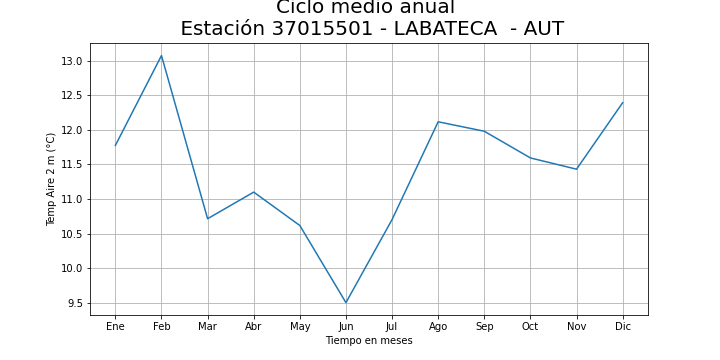 Ciclo medio anual
Estación 37015501 - LABATECA  - AUT
13.0
12.5
12.0
11.5
11.0
10.5
10.0
9.5
Temp Aire 2 m (°C)
Ene Feb Mar Abr May Jun Jul Ago Sep Oct Nov Dic
Tiempo en meses